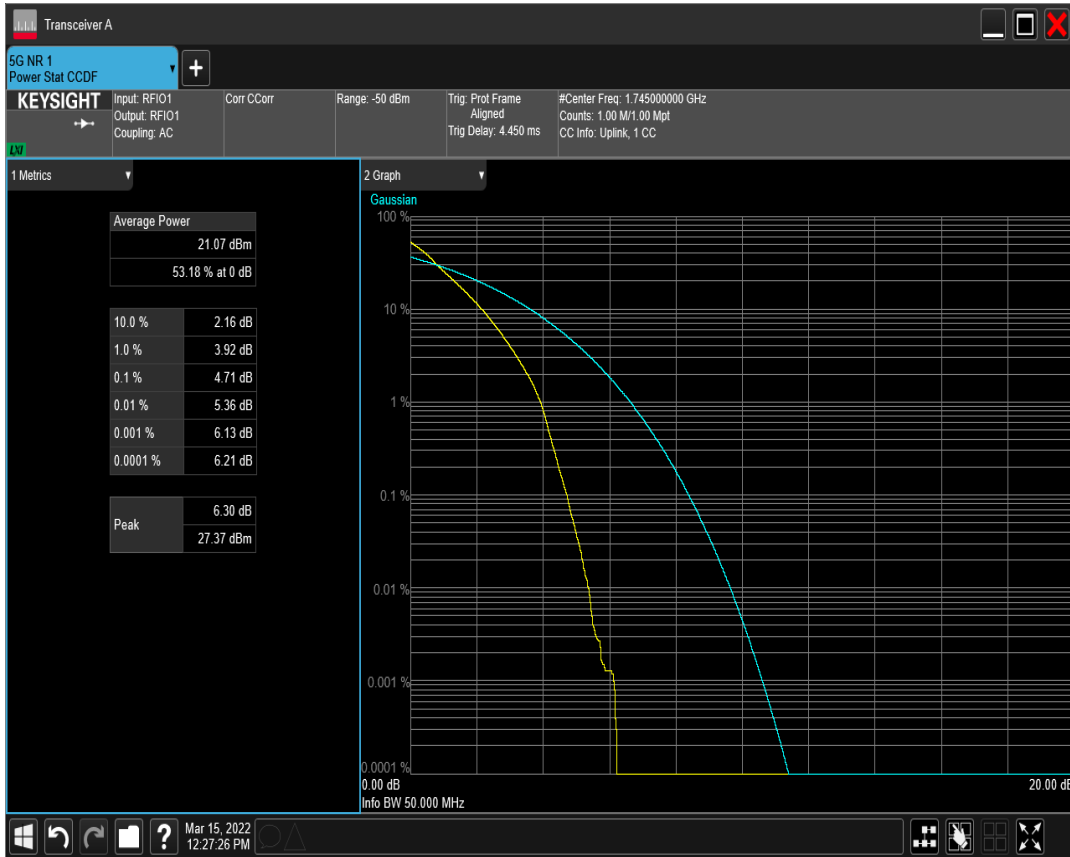 Transceiver A
5G NR 1
Power Stat CCDF
KEYSIGHT
LXI
Input: RFIO1
Output: RFIO1
Coupling: AC
Corr CCorr
Range: -50 dBm
Trig: Prot Frame
Aligned
Trig Delay: 4.450 ms
#Center Freq: 1.745000000 GHz
Counts: 1.00 M/1.00 Mpt
CC Info: Uplink, 1 CC
1 Metrics
Average Power
21.07 dBm
53.18 % at 0 dB
10.0 % 2.16 dB
1.0 % 3.92 dB
0.1 % 4.71 dB
0.01 % 5.36 dB
0.001 % 6.13 dB
0.0001 % 6.21 dB
Peak
6.30 dB
27.37 dBm
2 Graph
Gaussian
100 %
10 %
1 %
0.1 %
0.01 %
0.001 %
0.0001 %
0.00 dB 20.00 dB
Info BW 50.000 MHz
?
Mar 15, 2022
12:27:26 PM